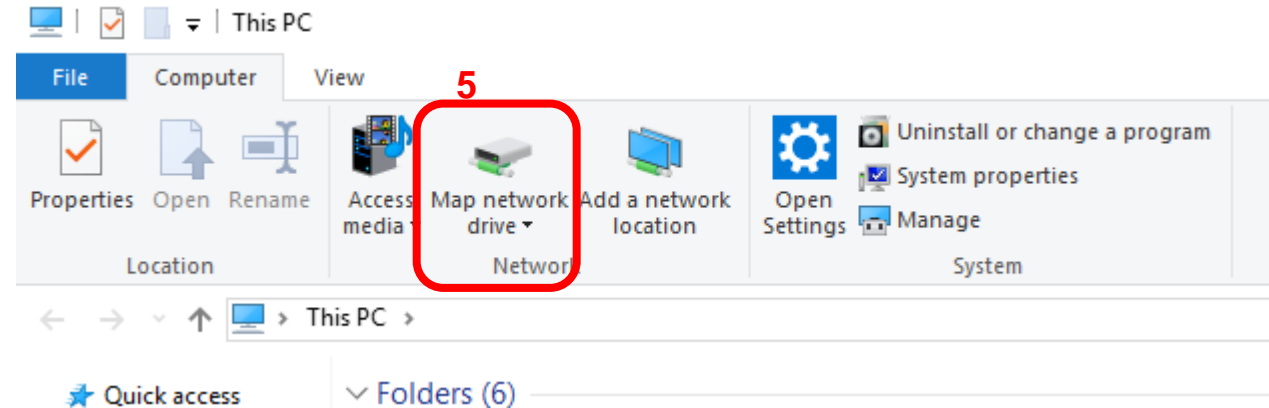 This PC
File Computer View
5
Properties
Open
Rename
Access
media
Map network
drive
Add a network
location
Open
Settings
Uninstall or change a program
System properties
Manage
Location
Network
System
This PC
Quick access
Folders (6)